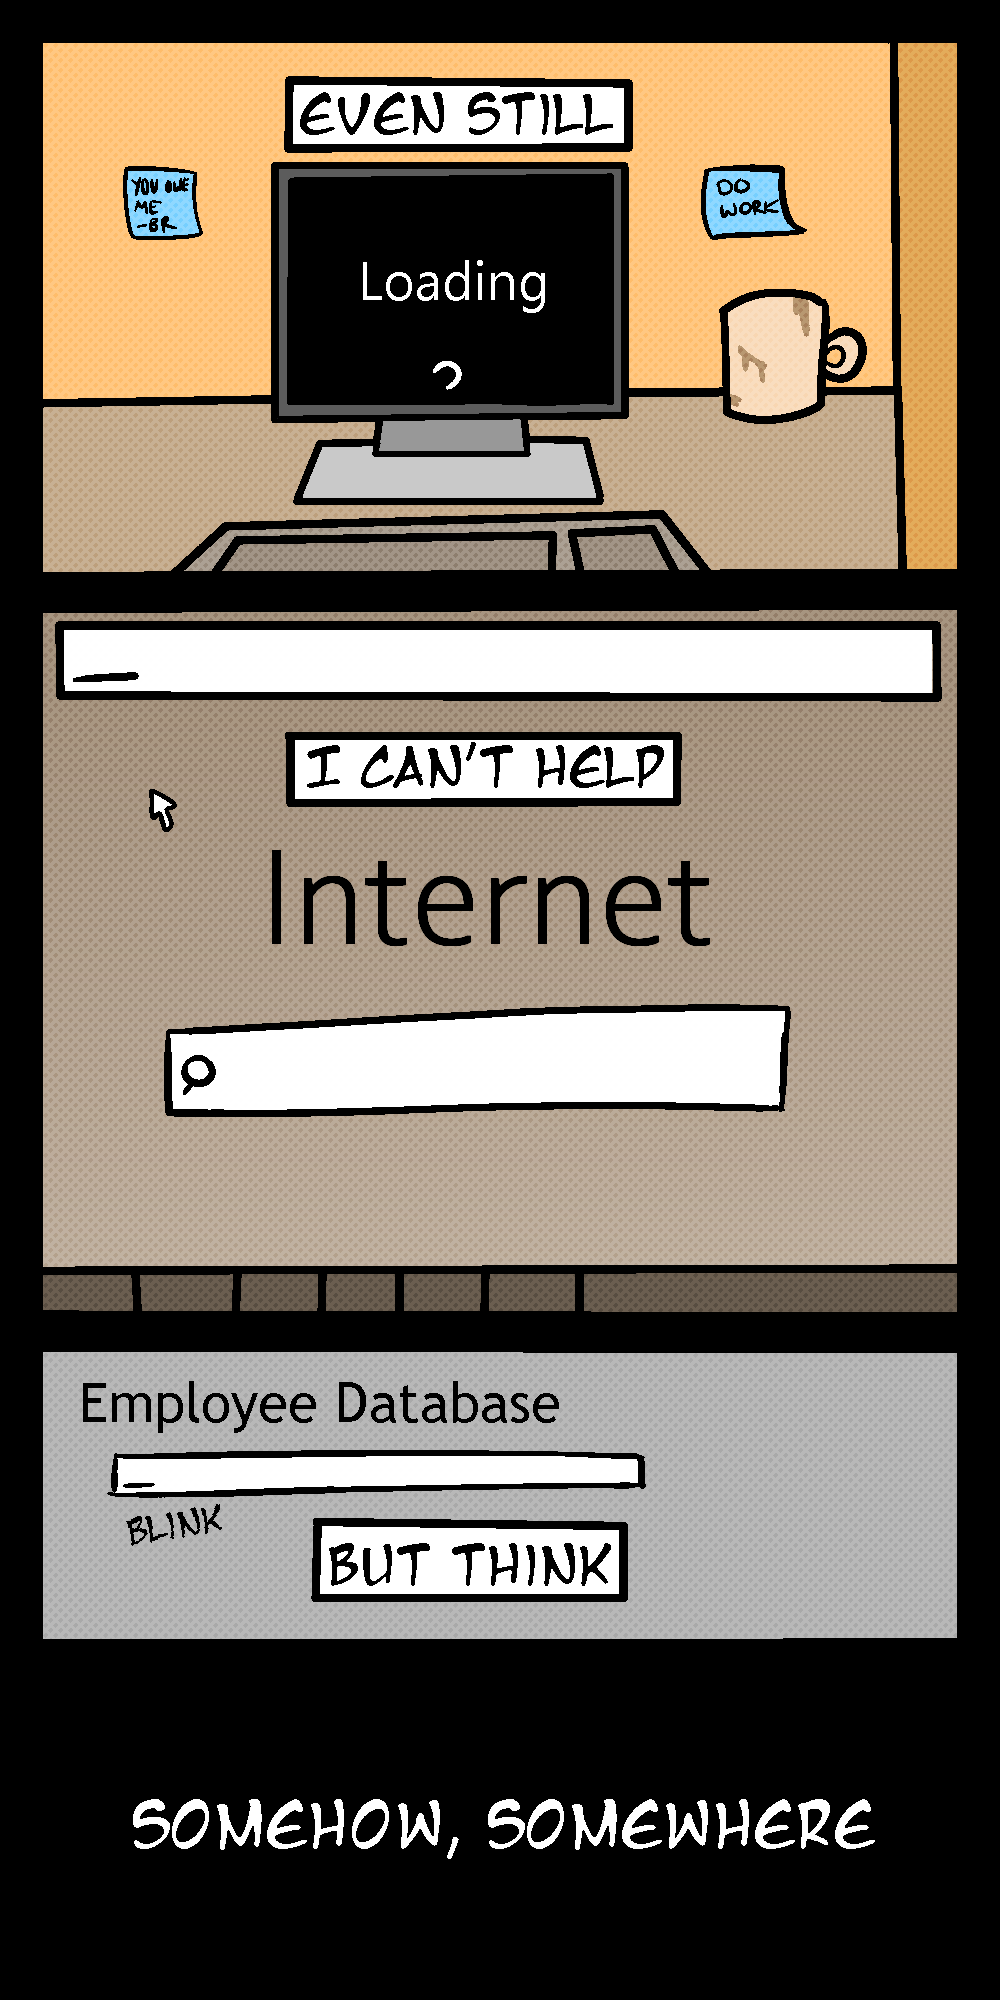 EVEN STILL
YOU OWE
ME
-BR
DO
WORK
Loading
I CAN'T HELP
Internet
Employee Database
BLINK
BUT THINK
SOMEHOW, SOMEWHERE